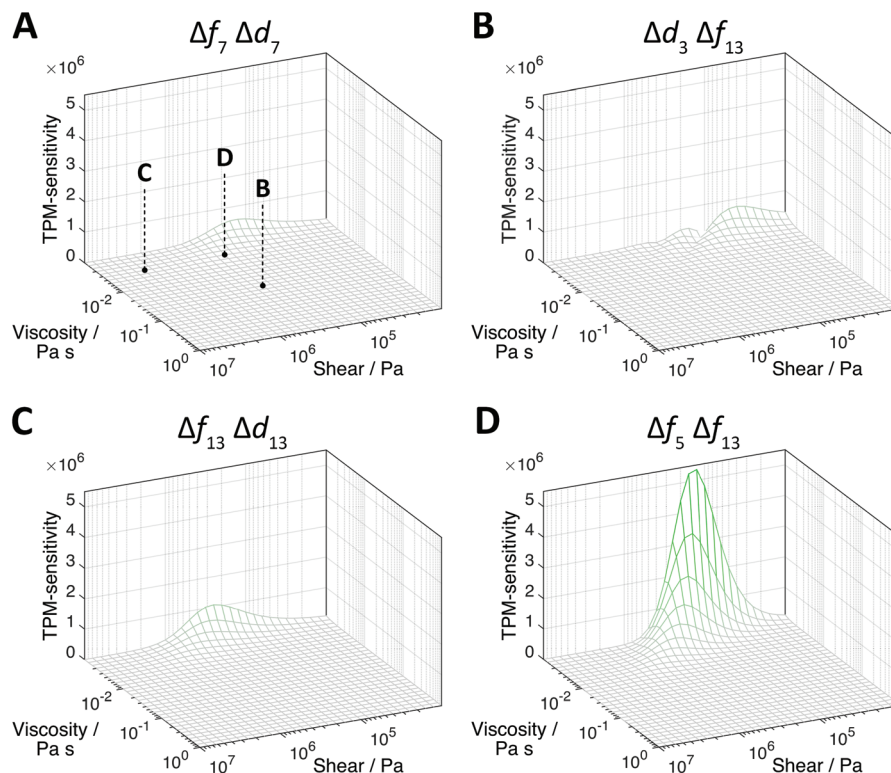 A
Δf7 Δd7
×10^6
5
4
3
2
1
0
TPM-sensitivity
C
D
B
10^-2
10^-1
10^0
Viscosity /
Pa s
10^7
10^6
10^5
Shear / Pa
B
Δd3 Δf13
×10^6
5
4
3
2
1
0
TPM-sensitivity
10^-2
10^-1
10^0
Viscosity /
Pa s
10^7
10^6
10^5
Shear / Pa
C
Δf13 Δd13
×10^6
5
4
3
2
1
0
TPM-sensitivity
10^-2
10^-1
10^0
Viscosity /
Pa s
10^7
10^6
10^5
Shear / Pa
D
Δf5 Δf13
×10^6
5
4
3
2
1
0
TPM-sensitivity
10^-2
10^-1
10^0
Viscosity /
Pa s
10^7
10^6
10^5
Shear / Pa